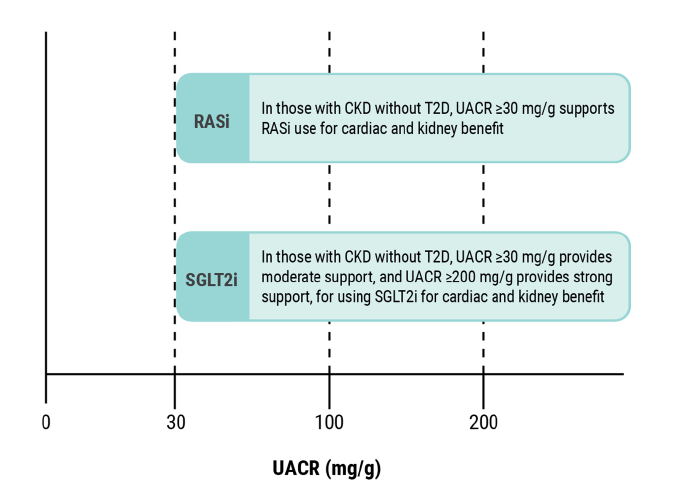 RASi
In those with CKD without T2D, UACR ≥30 mg/g supports
RASi use for cardiac and kidney benefit
SGLT2i
In those with CKD without T2D, UACR ≥30 mg/g provides
moderate support, and UACR ≥200 mg/g provides strong
support, for using SGLT2i for cardiac and kidney benefit
0 30 100 200
UACR (mg/g)